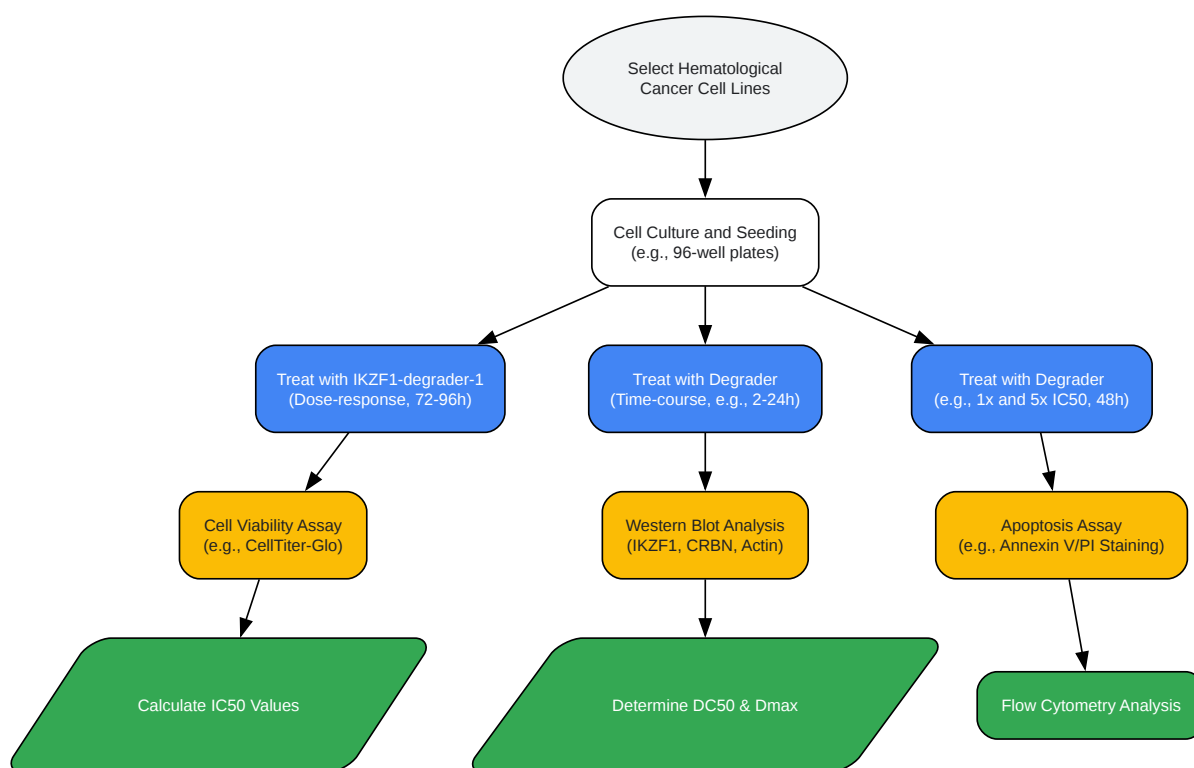 Select Hematological
Cancer Cell Lines
Cell Culture and Seeding
(e.g., 96-well plates)
Treat with IKZF1-degrader-1
(Dose-response, 72-96h)
Treat with Degrader
(Time-course, e.g., 2-24h)
Treat with Degrader
(e.g., 1x and 5x IC50, 48h)
Cell Viability Assay
(e.g., CellTiter-Glo)
Western Blot Analysis
(IKZF1, CRBN, Actin)
Apoptosis Assay
(e.g., Annexin V/PI Staining)
Calculate IC50 Values
Determine DC50 & Dmax
Flow Cytometry Analysis